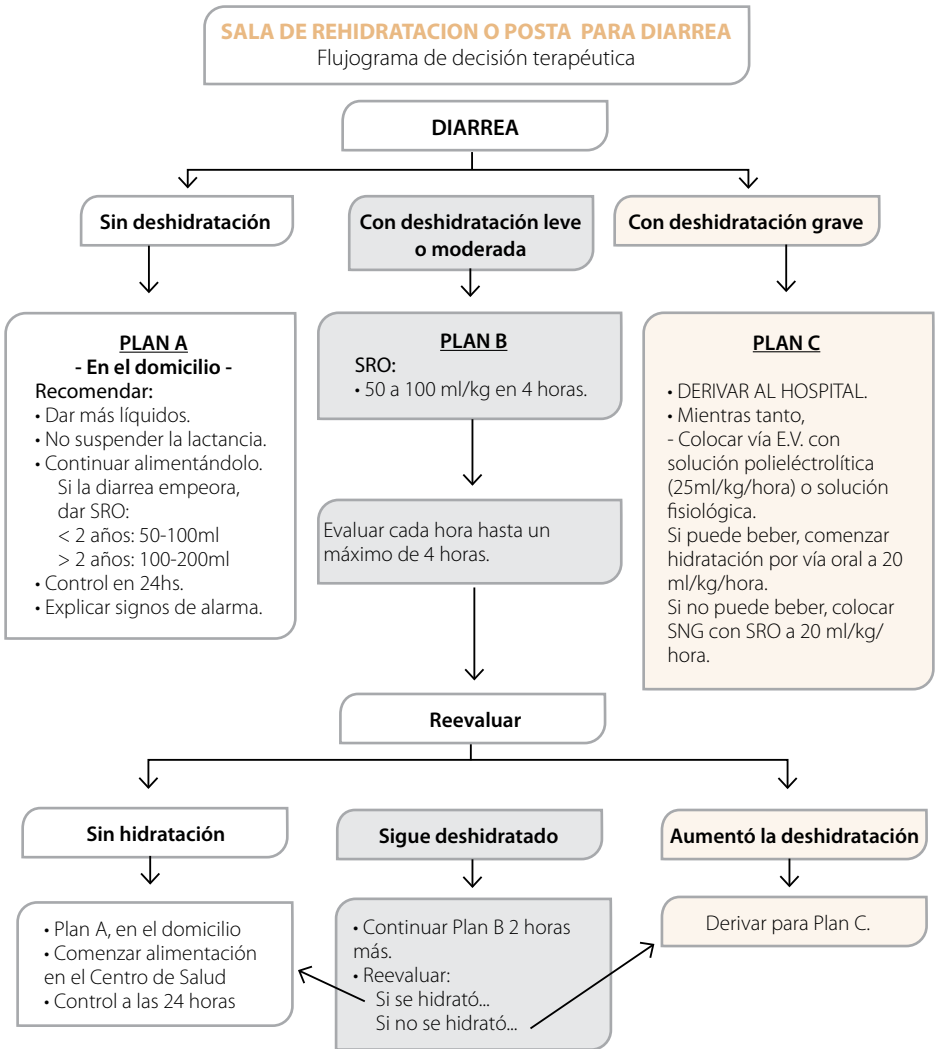 SALA DE REHIDRATACION O POSTA PARA DIARREA
Flujograma de decisión terapéutica
DIARREA
Sin deshidratación
Con deshidratación leve
o moderada
Con deshidratación grave
PLAN A
- En el domicilio -
Recomendar:
• Dar más líquidos.
• No suspender la lactancia.
• Continuar alimentándolo.
Si la diarrea empeora,
dar SRO:
< 2 años: 50-100ml
> 2 años: 100-200ml
• Control en 24hs.
• Explicar signos de alarma.
PLAN B
SRO:
• 50 a 100 ml/kg en 4 horas.
Evaluar cada hora hasta un
máximo de 4 horas.
PLAN C
• DERIVAR AL HOSPITAL.
• Mientras tanto,
- Colocar vía E.V. con
solución polieléctrolítica
(25ml/kg/hora) o solución
fisiológica.
Si puede beber, comenzar
hidratación por vía oral a 20
ml/kg/hora.
Si no puede beber, colocar
SNG con SRO a 20 ml/kg/
hora.
Reevaluar
Sin hidratación
Sigue deshidratado
Aumentó la deshidratación
• Plan A, en el domicilio
• Comenzar alimentación
en el Centro de Salud
• Control a las 24 horas
• Continuar Plan B 2 horas
más.
• Reevaluar:
Si se hidrató...
Si no se hidrató...
Derivar para Plan C.